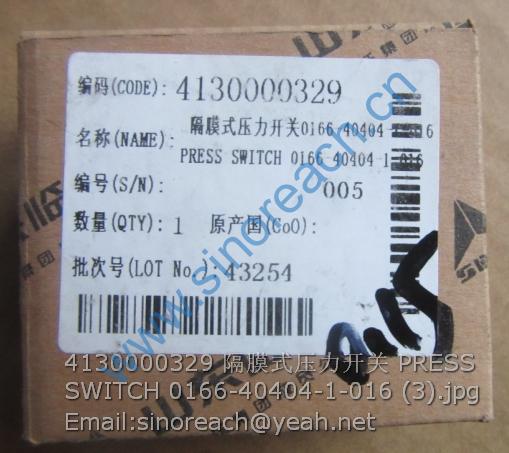 编码(CODE): 4130000329
名称(NAME): 隔膜式压力开关0166-40404-1-016
PRESS SWITCH 0166-40404-1-016
编号(S/N): 005
数量(QTY): 1 原产国(CoO):
批次号(LOT No.): 43254
www.sinoreach.cn
4130000329 隔膜式压力开关 PRESS
SWITCH 0166-40404-1-016 (3).jpg
Email:sinoreach@yeah.net